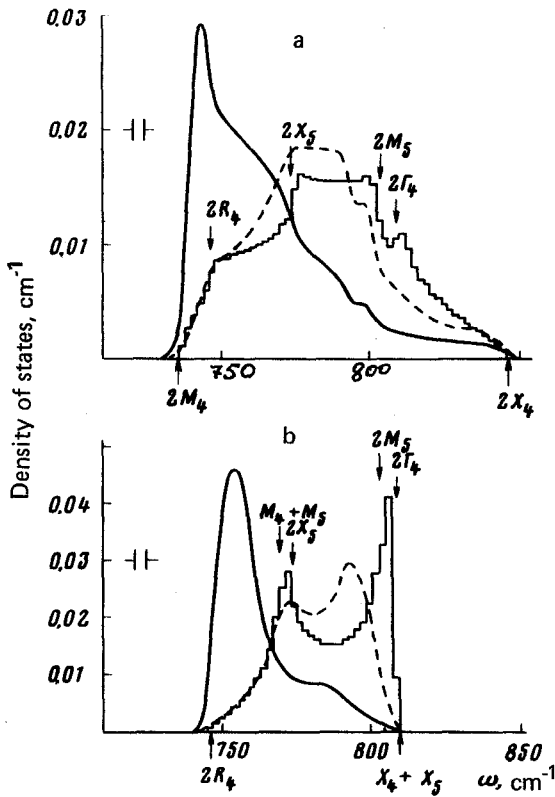 0,03
a
0,02
2X₅
2M₅
2Γ₄
2R₄
0,01
750
800
2M₄
2X₄
Density of states, cm⁻¹
b
2M₅
2Γ₄
0,04
M₄+M₅
2X₅
0,03
0,02
0,01
750
800
850
2R₄
X₄+X₅
ω, cm⁻¹